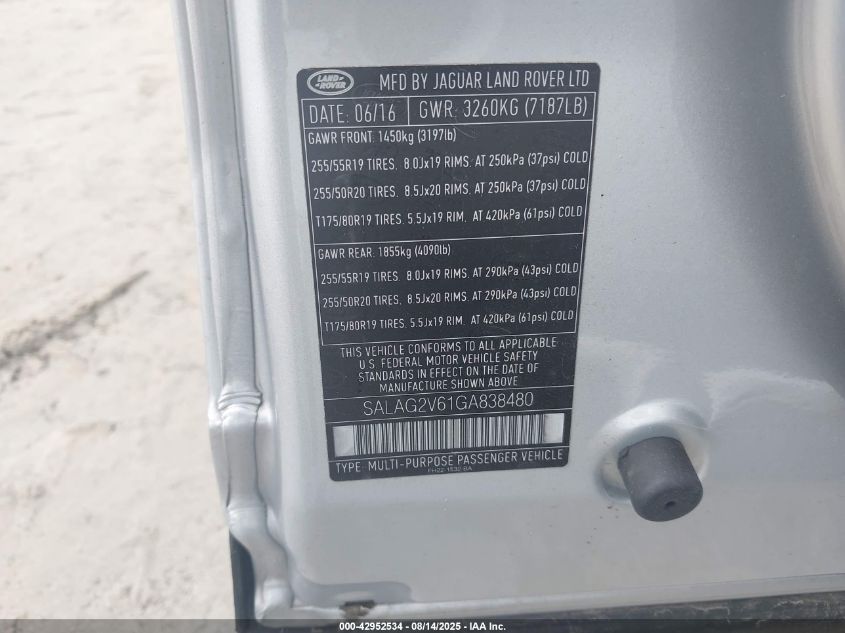 LAND ROVER
MFD BY JAGUAR LAND ROVER LTD
DATE: 06/16 GWR: 3260KG (7187LB)
GAWR FRONT. 1450kg (3197lb)
255/55R19 TIRES. 8.0Jx19 RIMS. AT 250kPa (37psi) COLD
255/50R20 TIRES. 8.5Jx20 RIMS. AT 250kPa (37psi) COLD
T175/80R19 TIRES. 5.5Jx19 RIM. AT 420kPa (61psi) COLD
GAWR REAR. 1855kg (4090lb)
255/55R19 TIRES. 8.0Jx19 RIMS. AT 290kPa (43psi) COLD
255/50R20 TIRES. 8.5Jx20 RIMS. AT 290kPa (43psi) COLD
T175/80R19 TIRES. 5.5Jx19 RIM. AT 420kPa (61psi) COLD
THIS VEHICLE CONFORMS TO ALL APPLICABLE
U.S. FEDERAL MOTOR VEHICLE SAFETY
STANDARDS IN EFFECT ON THE DATE OF
MANUFACTURE SHOWN ABOVE
SALAG2V61GA838480
TYPE: MULTI-PURPOSE PASSENGER VEHICLE
000-42952534 - 08/14/2025 - IAA Inc.